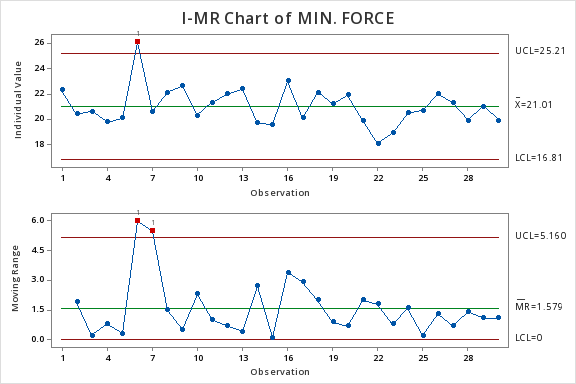 I-MR Chart of MIN. FORCE
1
26
24
22
20
18
Individual Value
UCL=25.21
X̅=21.01
LCL=16.81
1 4 7 10 13 16 19 22 25 28
Observation
1
1
6.0
4.5
3.0
1.5
0.0
Moving Range
UCL=5.160
M̅R̅=1.579
LCL=0
1 4 7 10 13 16 19 22 25 28
Observation